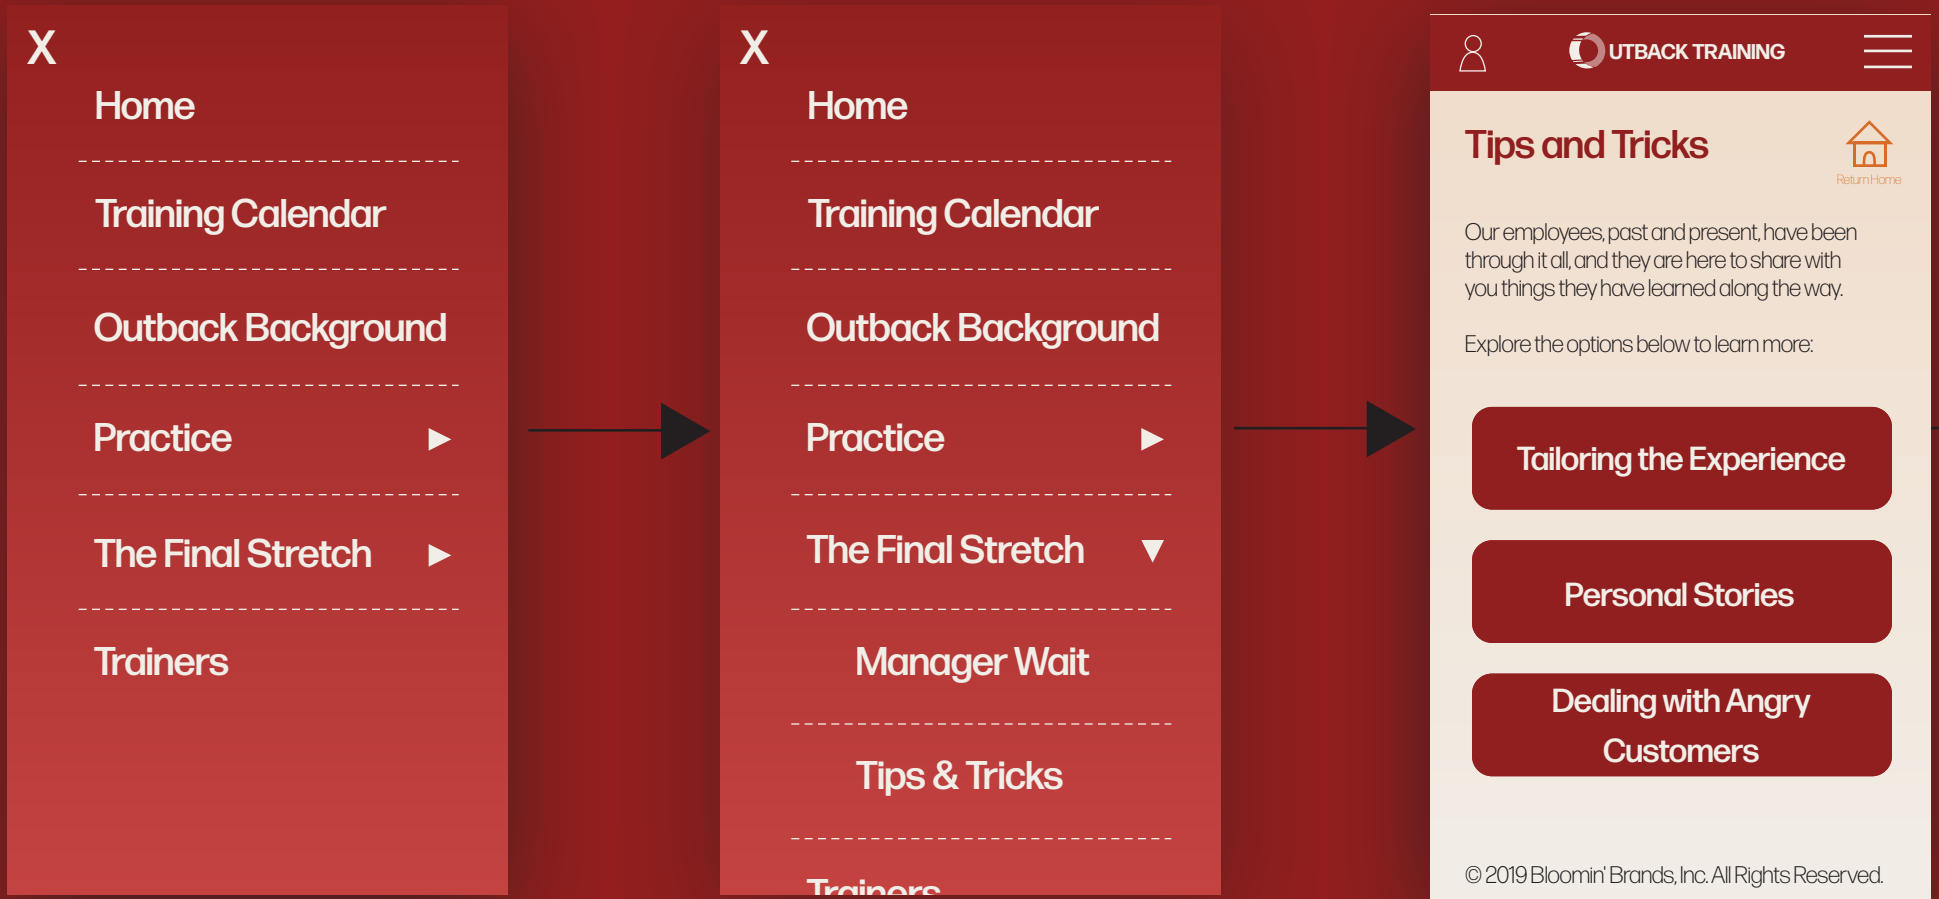 X
Home
Training Calendar
Outback Background
Practice
The Final Stretch
Trainers
X
Home
Training Calendar
Outback Background
Practice
The Final Stretch
Manager Wait
Tips & Tricks
Trainers
OUTBACK TRAINING
Tips and Tricks
Return Home
Our employees, past and present, have been
through it all, and they are here to share with
you things they have learned along the way.
Explore the options below to learn more:
Tailoring the Experience
Personal Stories
Dealing with Angry
Customers
© 2019 Bloomin' Brands, Inc. All Rights Reserved.